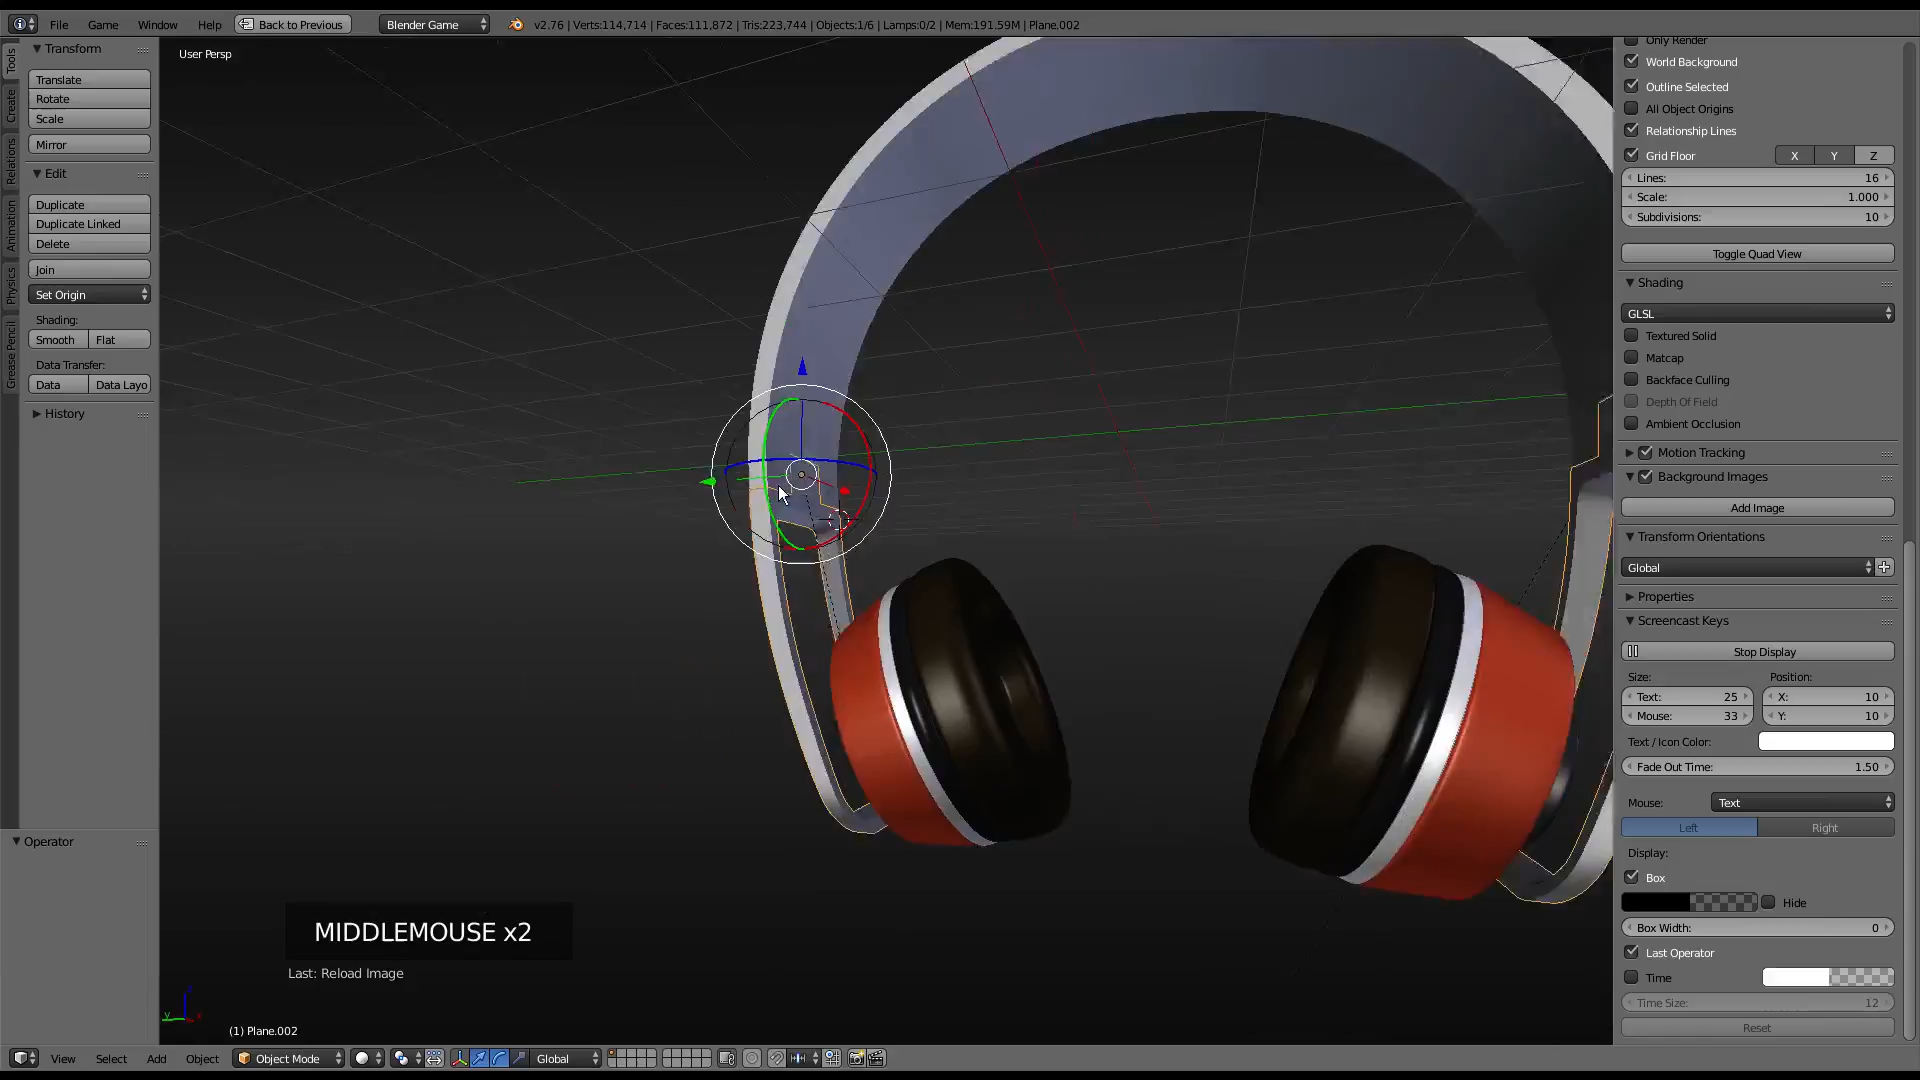 File Game Window Help Back to Previous Blender Game v2.76 | Verts:114,714 | Faces:111,872 | Tris:223,744 | Objects:1/6 | Lamps:0/2 | Mem:191.59M | Plane.002
Tools
Create
Relations
Animation
Physics
Grease Pencil
Transform
Translate
Rotate
Scale
Mirror
Edit
Duplicate
Duplicate Linked
Delete
Join
Set Origin
Shading:
Smooth Flat
Data Transfer:
Data Data Layo
History
Operator
User Persp
MIDDLEMOUSE x2
Last: Reload Image
(1) Plane.002
Only Render
World Background
Outline Selected
All Object Origins
Relationship Lines
Grid Floor X Y Z
Lines: 16
Scale: 1.000
Subdivisions: 10
Toggle Quad View
Shading
GLSL
Textured Solid
Matcap
Backface Culling
Depth Of Field
Ambient Occlusion
Motion Tracking
Background Images
Add Image
Transform Orientations
Global
Properties
Screencast Keys
Stop Display
Size: Position:
Text: 25 X: 10
Mouse: 33 Y: 10
Text / Icon Color:
Fade Out Time: 1.50
Mouse: Text
Left Right
Display:
Box
Hide
Box Width: 0
Last Operator
Time
Time Size: 12
Reset
View Select Add Object Object Mode Global